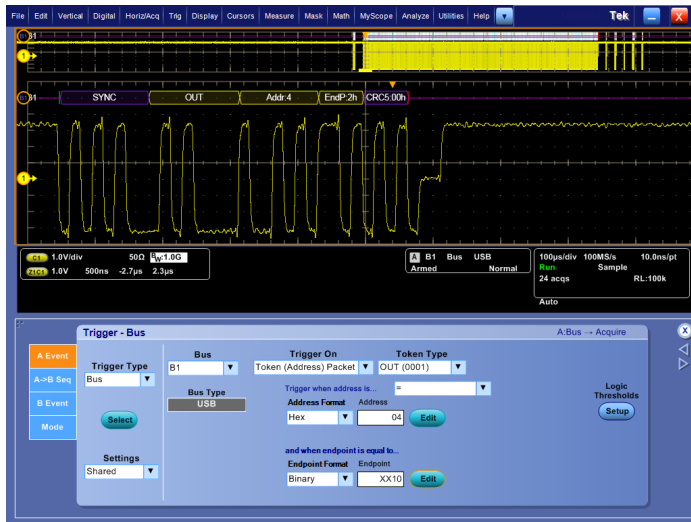 File Edit Vertical Digital Horiz/Acq Trig Display Cursors Measure Mask Math MyScope Analyze Utilities Help Tek X
B1
1
B1 SYNC OUT Addr:4 EndP:2h CRC5:00h
1
C1 1.0V/div 50Ω BW:1.0G
Z1C1 1.0V 500ns -2.7µs 2.3µs
A B1 Bus USB
Armed Normal
100µs/div 100MS/s 10.0ns/pt
Run Sample
24 acqs RL:100k
Auto
Trigger - Bus A:Bus → Acquire X
A Event
A->B Seq
B Event
Mode
Trigger Type
Bus
Select
Settings
Shared
Bus
B1
Bus Type
USB
Trigger On
Token (Address) Packet
Token Type
OUT (0001)
Trigger when address is... =
Address Format Address
Hex 04 Edit
and when endpoint is equal to...
Endpoint Format Endpoint
Binary XX10 Edit
Logic
Thresholds
Setup